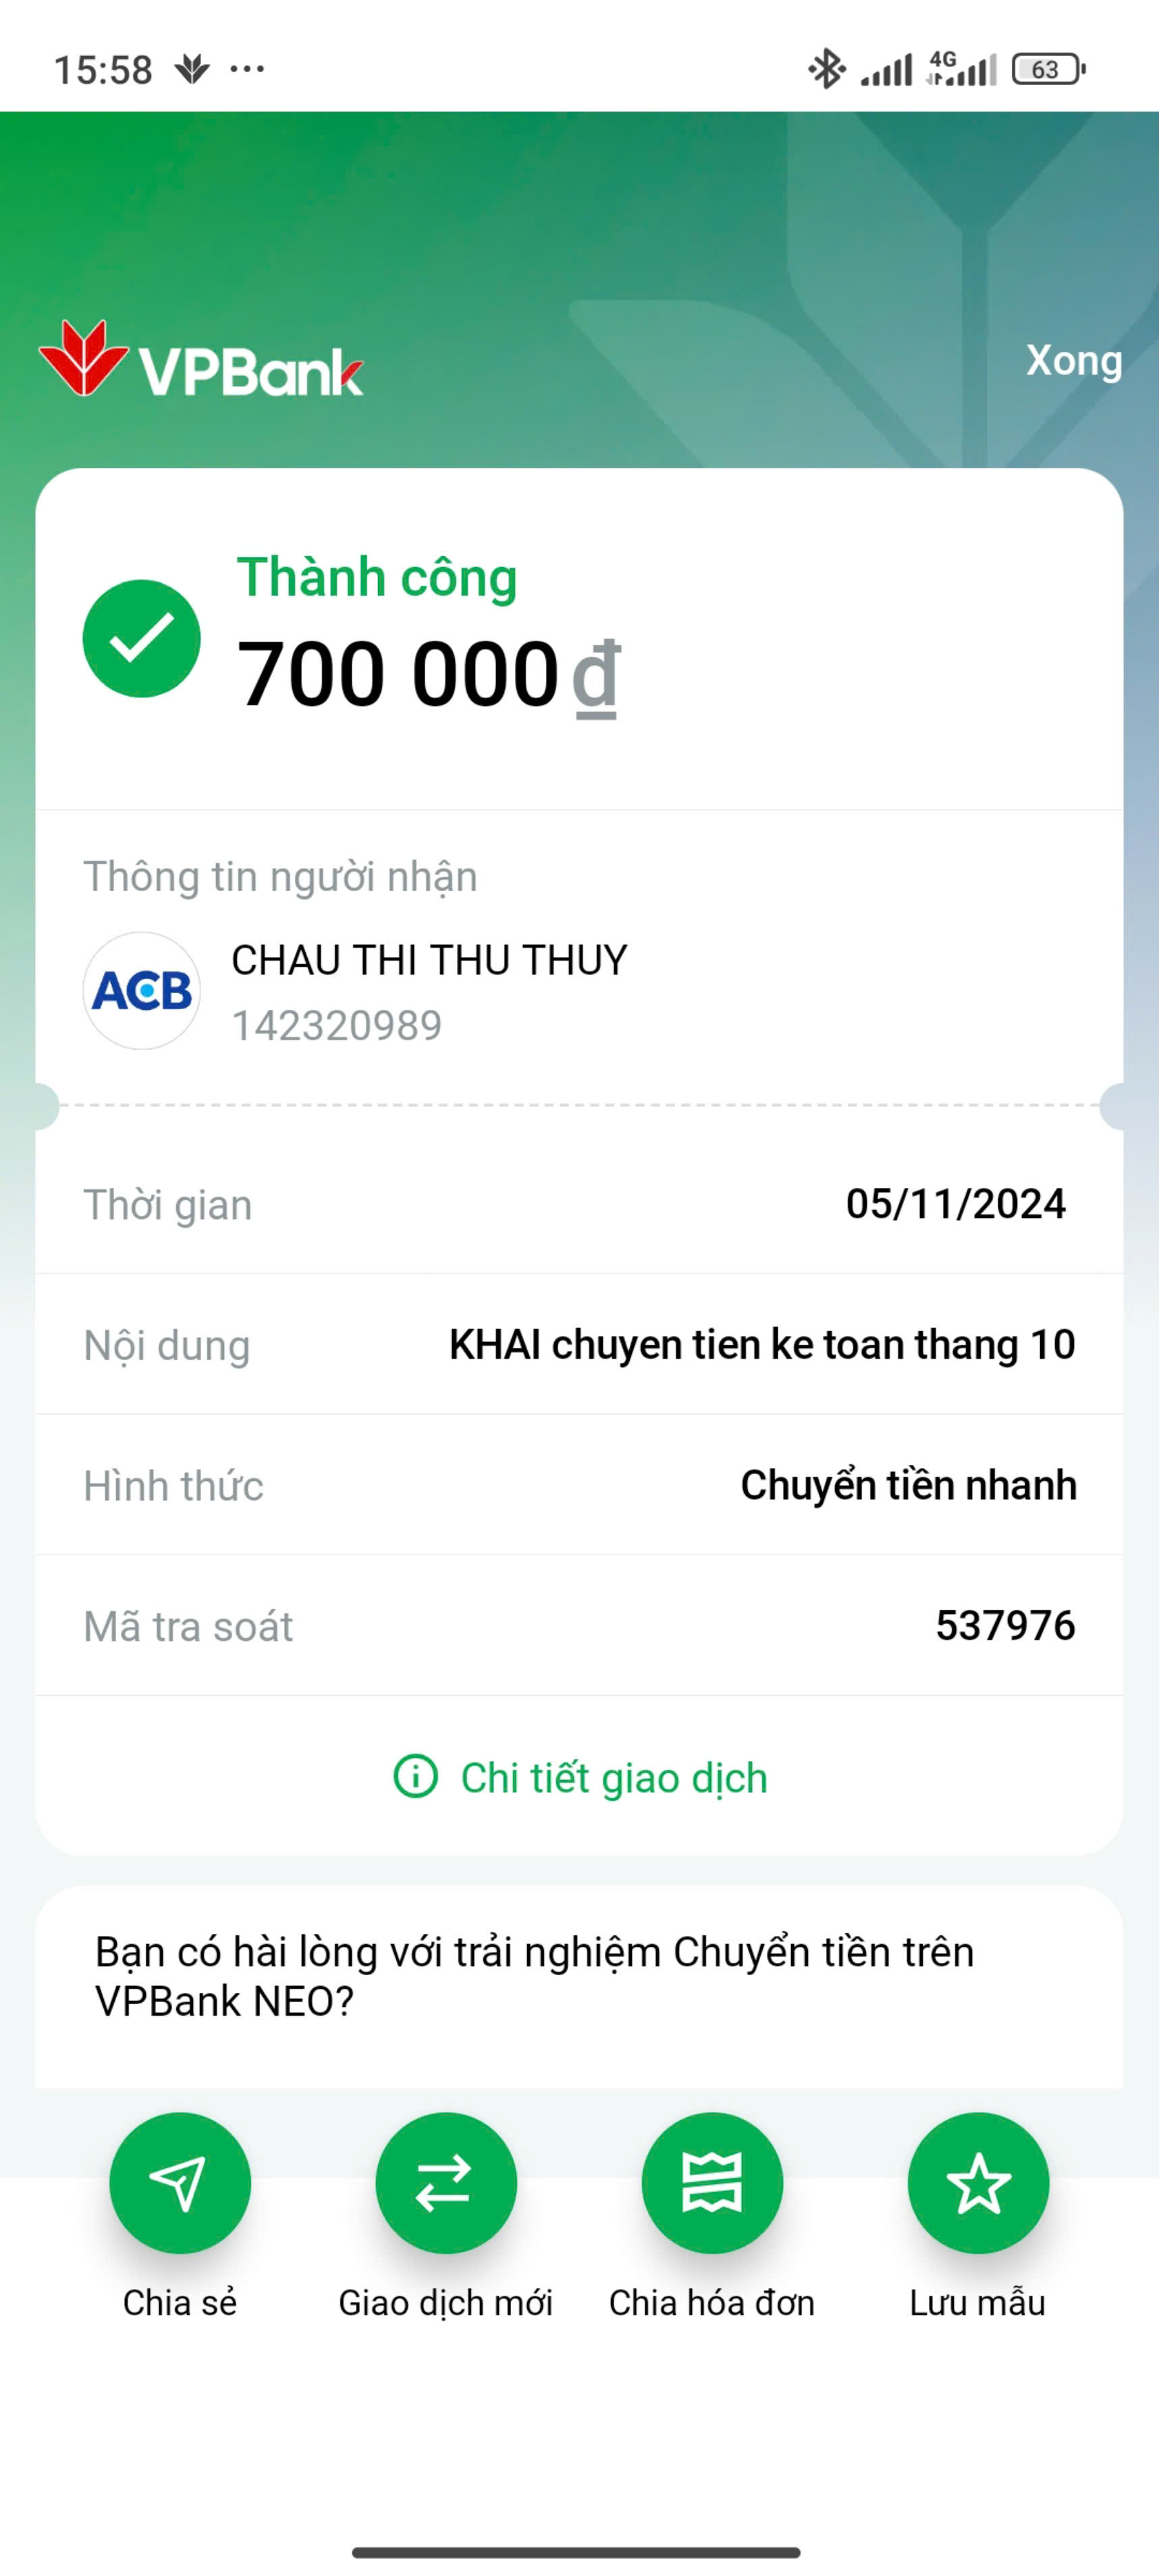 15:58
4G
63
VPBank
Xong
Thành công
700 000 ₫
Thông tin người nhận
ACB
CHAU THI THU THUY
142320989
Thời gian
05/11/2024
Nội dung
KHAI chuyen tien ke toan thang 10
Hình thức
Chuyển tiền nhanh
Mã tra soát
537976
Chi tiết giao dịch
Bạn có hài lòng với trải nghiệm Chuyển tiền trên
VPBank NEO?
Chia sẻ
Giao dịch mới
Chia hóa đơn
Lưu mẫu